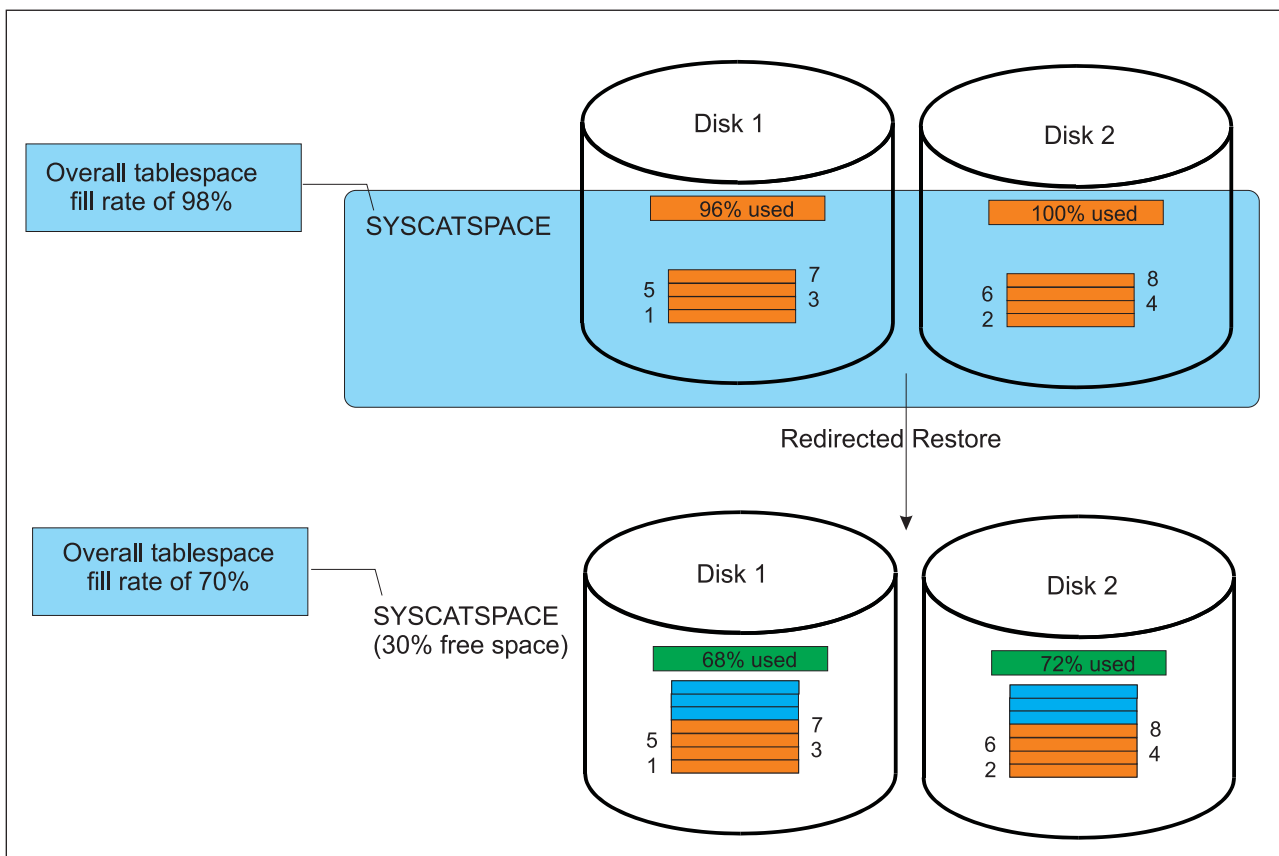 Disk 1
Disk 2
Overall tablespace
fill rate of 98%
SYSCATSPACE
96% used
100% used
7
5
3
1
8
6
4
2
Redirected Restore
Overall tablespace
fill rate of 70%
SYSCATSPACE
(30% free space)
Disk 1
Disk 2
68% used
72% used
7
5
3
1
8
6
4
2